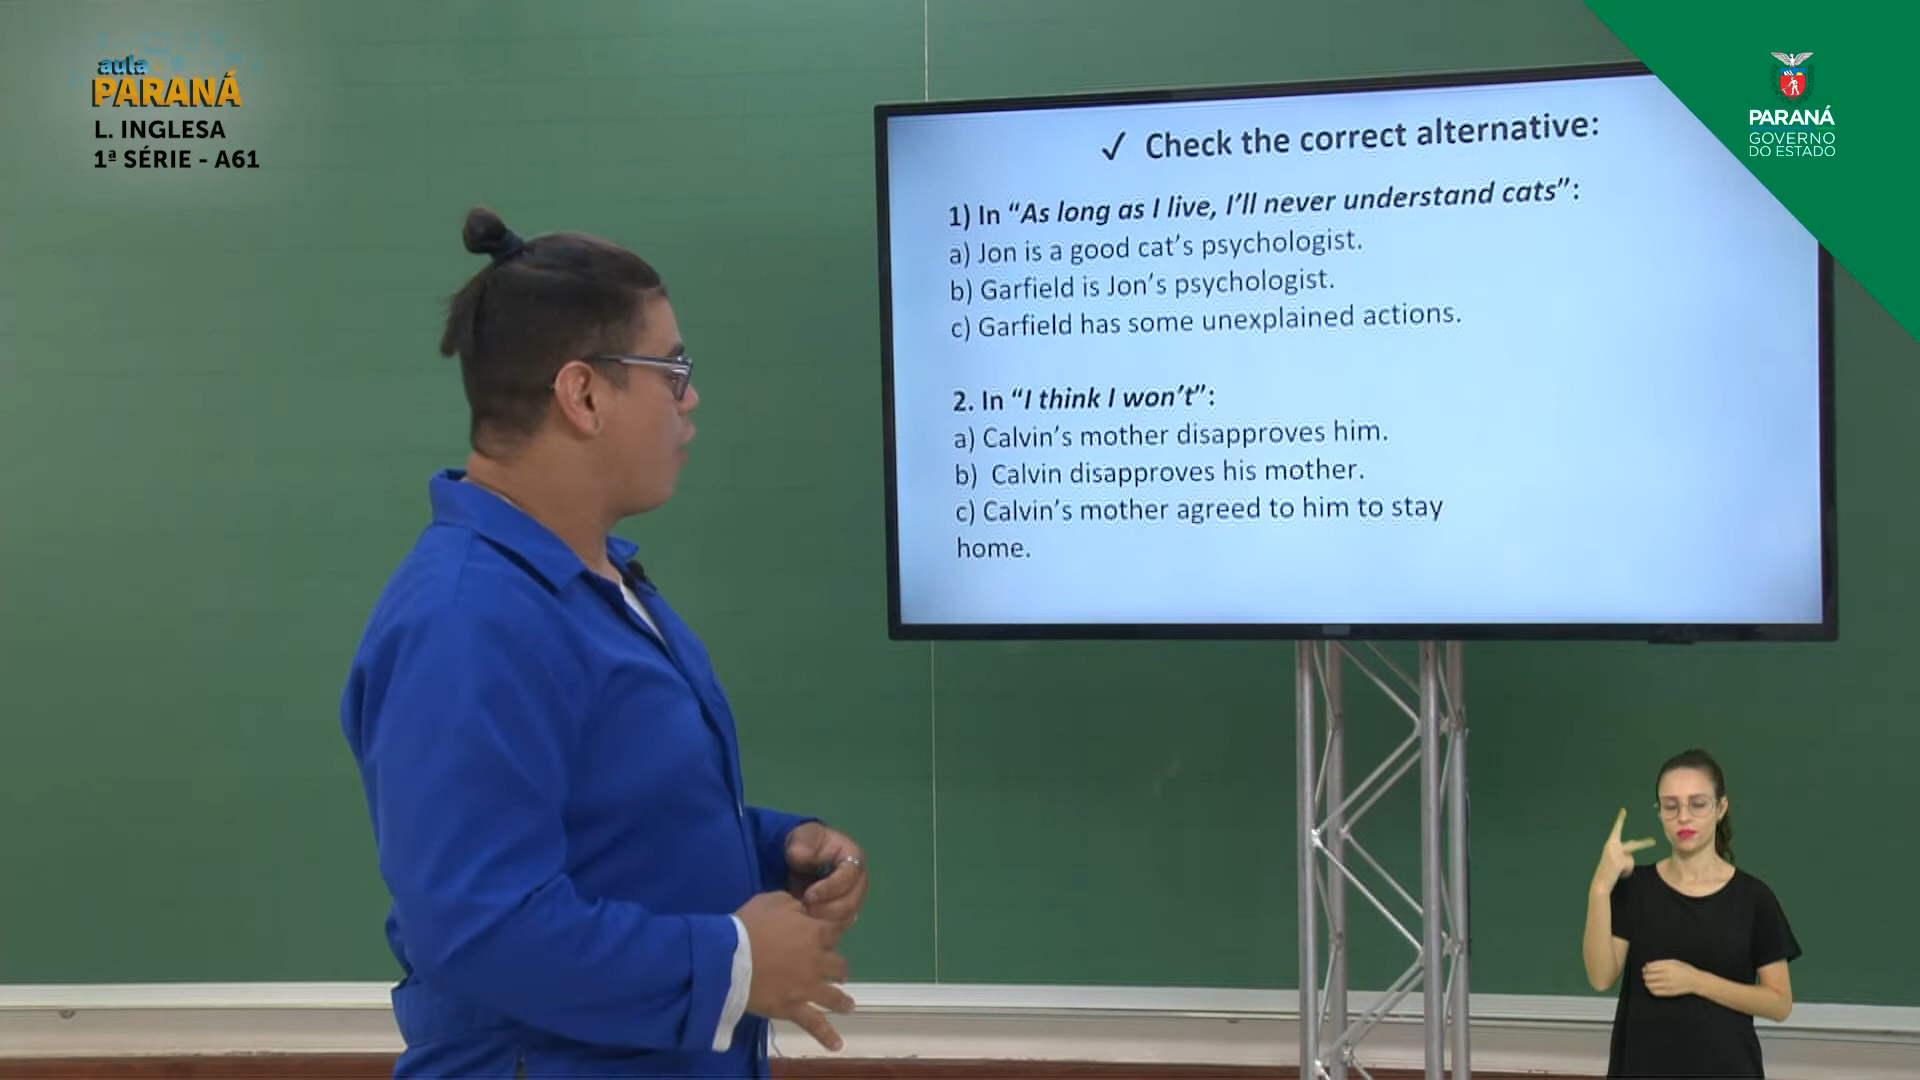 aula
PARANÁ
L. INGLESA
1ª SÉRIE - A61
PARANÁ
GOVERNO
DO ESTADO
✓ Check the correct alternative:
1) In “As long as I live, I’ll never understand cats”:
a) Jon is a good cat’s psychologist.
b) Garfield is Jon’s psychologist.
c) Garfield has some unexplained actions.
2. In “I think I won’t”:
a) Calvin’s mother disapproves him.
b) Calvin disapproves his mother.
c) Calvin’s mother agreed to him to stay
home.